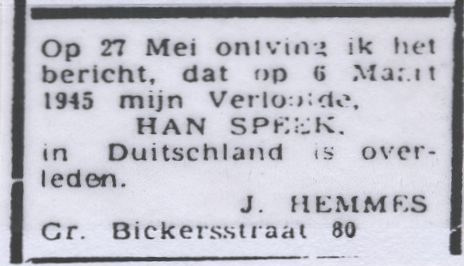 Op 27 Mei ontving ik het
bericht, dat op 6 Maart
1945 mijn Verloofde,
HAN SPEEK,
in Duitschland is over-
leden.
J. HEMMES
Gr. Bickersstraat 80